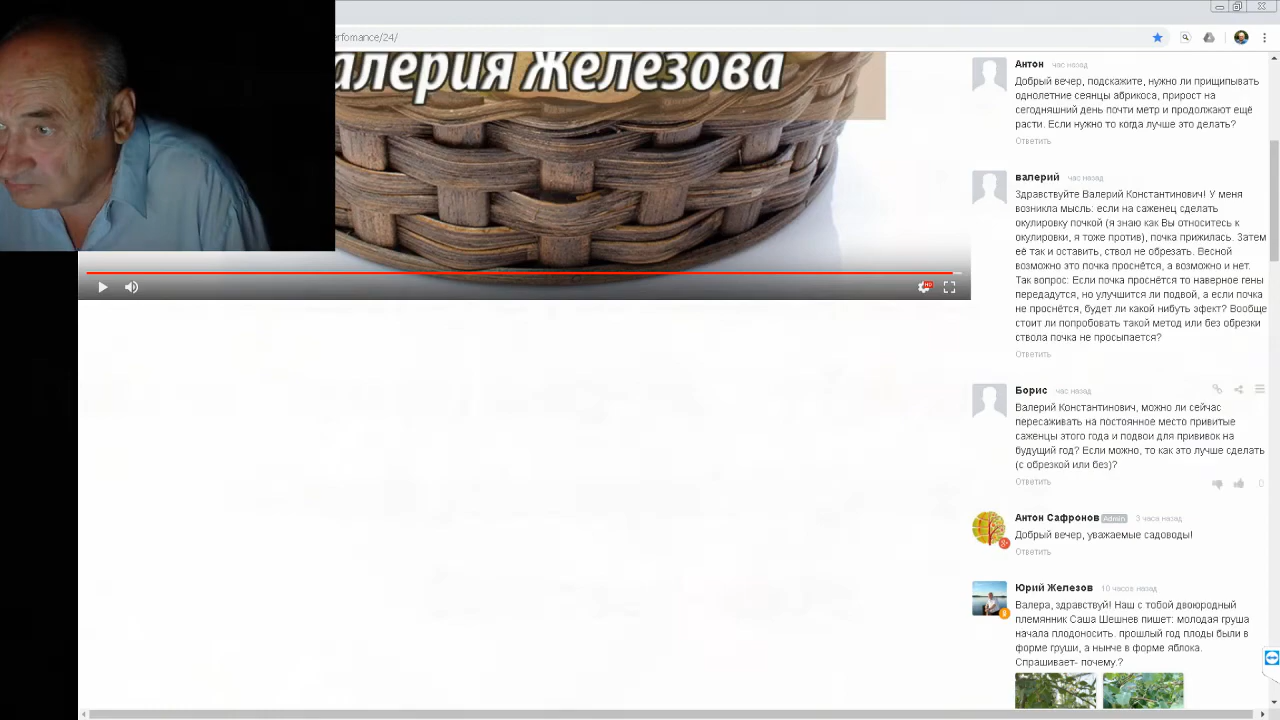 erfomance/24/
алерия Железова
HD
Антон час назад
Добрый вечер, подскажите, нужно ли прищипывать
однолетние сеянцы абрикоса, прирост на
сегодняшний день почти метр и продолжают ещё
расти. Если нужно то когда лучше это делать?
Ответить
валерий час назад
Здравствуйте Валерий Константинович! У меня
возникла мысль: если на саженец сделать
окулировку почкой (я знаю как Вы относитесь к
окулировки, я тоже против), почка прижилась. Затем
её так и оставить, ствол не обрезать. Весной
возможно это почка проснётся, а возможно и нет.
Так вопрос: Если почка проснётся то наверное гены
передадутся, но улучшится ли подвой, а если почка
не проснётся, будет ли какой нибуть эфект? Вообще
стоит ли попробовать такой метод или без обрезки
ствола почка не просыпается?
Ответить
Борис час назад
Валерий Константинович, можно ли сейчас
пересаживать на постоянное место привитые
саженцы этого года и подвои для прививок на
будущий год? Если можно, то как это лучше сделать
(с обрезкой или без)?
Ответить
0
Антон Сафронов Admin 3 часа назад
Добрый вечер, уважаемые садоводы!
Ответить
Юрий Железов 10 часов назад
Валера, здравствуй! Наш с тобой двоюродный
племянник Саша Шешнев пишет: молодая груша
начала плодоносить. прошлый год плоды были в
форме груши, а нынче в форме яблока.
Спрашивает- почему.?